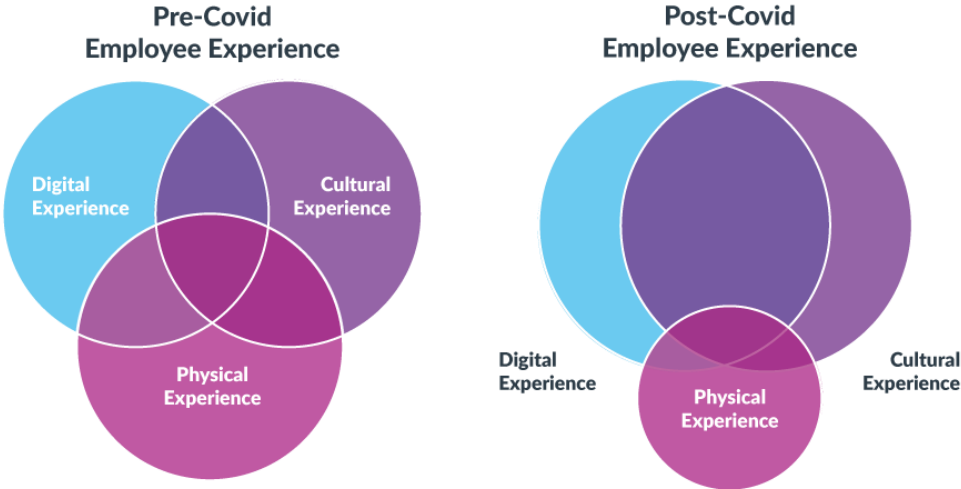 Pre-Covid
Employee Experience
Digital
Experience
Cultural
Experience
Physical
Experience
Post-Covid
Employee Experience
Digital
Experience
Physical
Experience
Cultural
Experience